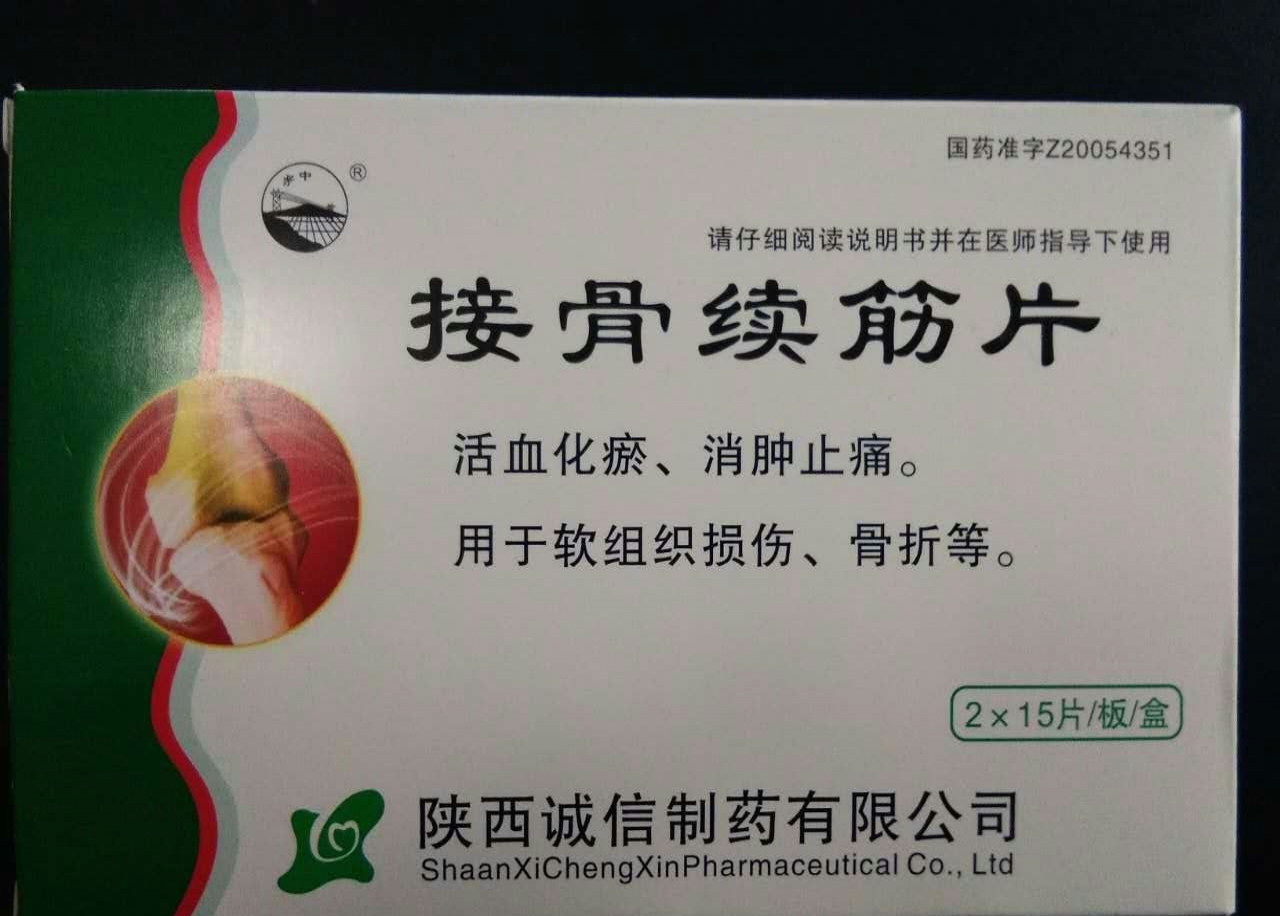 国药准字Z20054351
®
请仔细阅读说明书并在医师指导下使用
接骨续筋片
活血化瘀、消肿止痛。
用于软组织损伤、骨折等。
2×15片/板/盒
陕西诚信制药有限公司
ShaanXiChengXinPharmaceutical Co., Ltd